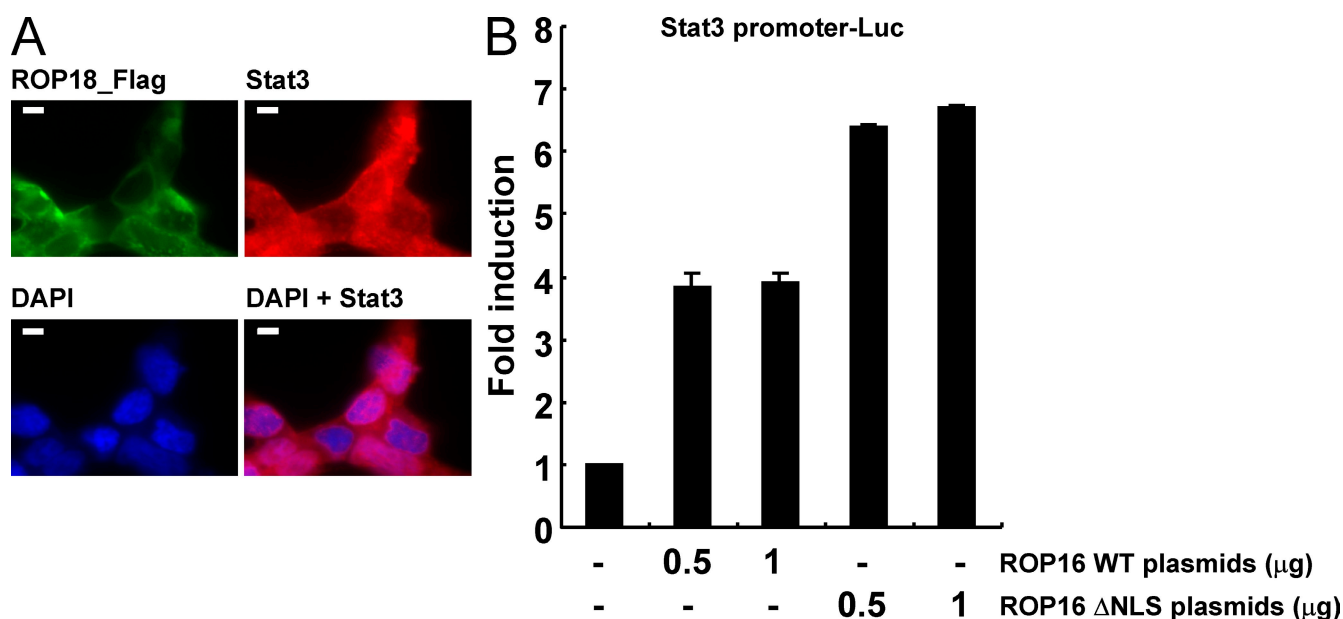 A
ROP18_Flag
Stat3
DAPI
DAPI + Stat3
B
Stat3 promoter-Luc
Fold induction
8
7
6
5
4
3
2
1
0
- 0.5 1 - - ROP16 WT plasmids (μg)
- - - 0.5 1 ROP16 ΔNLS plasmids (μg)